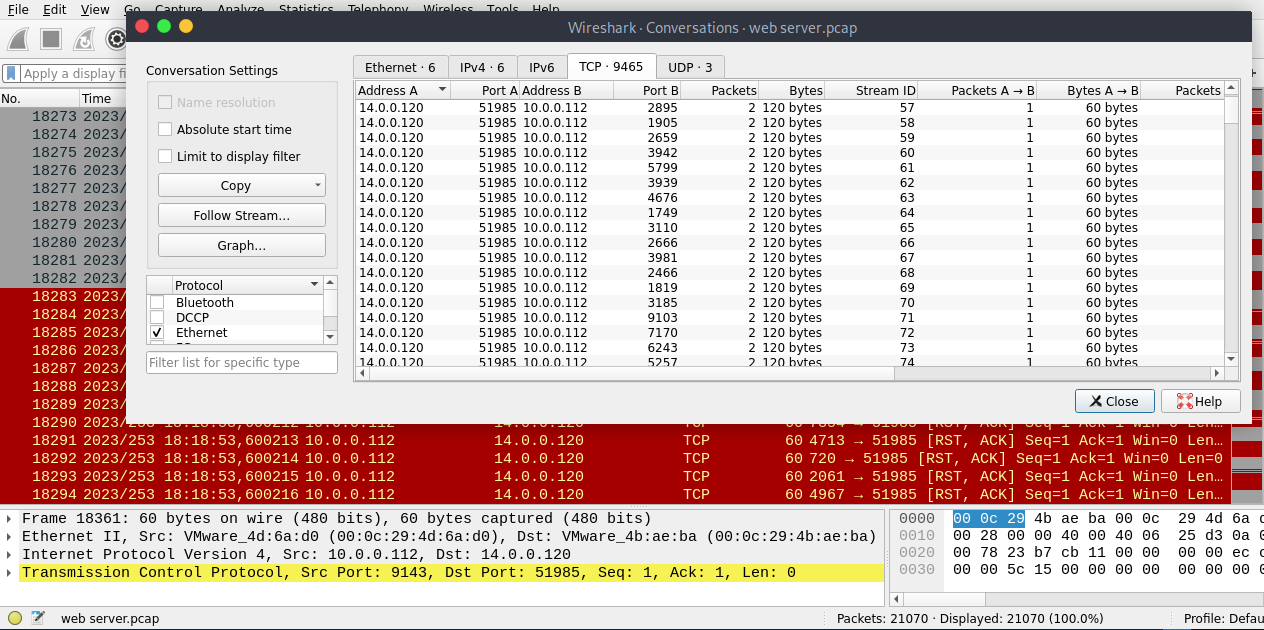 File Edit View Go Capture Analyze Statistics Telephony Wireless Tools Help
Wireshark · Conversations · web server.pcap
Apply a display
No. Time
18273 2023/
18274 2023/
18275 2023/
18276 2023/
18277 2023/
18278 2023/
18279 2023/
18280 2023/
18281 2023/
18282 2023/
18283 2023/
18284 2023/
18285 2023/
18286 2023/
18287 2023/
18288 2023/
18289 2023/
Conversation Settings
Name resolution
Absolute start time
Limit to display filter
Copy
Follow Stream…
Graph…
Protocol
Bluetooth
DCCP
Ethernet
Filter list for specific type
Ethernet · 6 IPv4 · 6 IPv6 TCP · 9465 UDP · 3
Address A Port A Address B Port B Packets Bytes Stream ID Packets A → B Bytes A → B Packets
14.0.0.120 51985 10.0.0.112 2895 2 120 bytes 57 1 60 bytes
14.0.0.120 51985 10.0.0.112 1905 2 120 bytes 58 1 60 bytes
14.0.0.120 51985 10.0.0.112 2659 2 120 bytes 59 1 60 bytes
14.0.0.120 51985 10.0.0.112 3942 2 120 bytes 60 1 60 bytes
14.0.0.120 51985 10.0.0.112 5799 2 120 bytes 61 1 60 bytes
14.0.0.120 51985 10.0.0.112 3939 2 120 bytes 62 1 60 bytes
14.0.0.120 51985 10.0.0.112 4676 2 120 bytes 63 1 60 bytes
14.0.0.120 51985 10.0.0.112 1749 2 120 bytes 64 1 60 bytes
14.0.0.120 51985 10.0.0.112 3110 2 120 bytes 65 1 60 bytes
14.0.0.120 51985 10.0.0.112 2666 2 120 bytes 66 1 60 bytes
14.0.0.120 51985 10.0.0.112 3981 2 120 bytes 67 1 60 bytes
14.0.0.120 51985 10.0.0.112 2466 2 120 bytes 68 1 60 bytes
14.0.0.120 51985 10.0.0.112 1819 2 120 bytes 69 1 60 bytes
14.0.0.120 51985 10.0.0.112 3185 2 120 bytes 70 1 60 bytes
14.0.0.120 51985 10.0.0.112 9103 2 120 bytes 71 1 60 bytes
14.0.0.120 51985 10.0.0.112 7170 2 120 bytes 72 1 60 bytes
14.0.0.120 51985 10.0.0.112 6243 2 120 bytes 73 1 60 bytes
14.0.0.120 51985 10.0.0.112 5257 2 120 bytes 74 1 60 bytes
Close Help
18290 2023/253 18:18:53,600212 10.0.0.112 14.0.0.120 TCP 60 → 51985 [RST, ACK] Seq=1 Ack=1 Win=0 Len…
18291 2023/253 18:18:53,600213 10.0.0.112 14.0.0.120 TCP 60 4713 → 51985 [RST, ACK] Seq=1 Ack=1 Win=0 Len…
18292 2023/253 18:18:53,600214 10.0.0.112 14.0.0.120 TCP 60 720 → 51985 [RST, ACK] Seq=1 Ack=1 Win=0 Len=0
18293 2023/253 18:18:53,600215 10.0.0.112 14.0.0.120 TCP 60 2061 → 51985 [RST, ACK] Seq=1 Ack=1 Win=0 Len…
18294 2023/253 18:18:53,600216 10.0.0.112 14.0.0.120 TCP 60 4967 → 51985 [RST, ACK] Seq=1 Ack=1 Win=0 Len…
Frame 18361: 60 bytes on wire (480 bits), 60 bytes captured (480 bits)
Ethernet II, Src: VMware_4d:6a:d0 (00:0c:29:4d:6a:d0), Dst: VMware_4b:ae:ba (00:0c:29:4b:ae:ba)
Internet Protocol Version 4, Src: 10.0.0.112, Dst: 14.0.0.120
Transmission Control Protocol, Src Port: 9143, Dst Port: 51985, Seq: 1, Ack: 1, Len: 0
0000 00 0c 29 4b ae ba 00 0c 29 4d 6a
0010 00 28 00 00 40 00 40 06 25 d3 0a
0020 00 78 23 b7 cb 11 00 00 00 00 ec
0030 00 00 5c 15 00 00 00 00 00 00 00
web server.pcap Packets: 21070 · Displayed: 21070 (100.0%) Profile: Defau